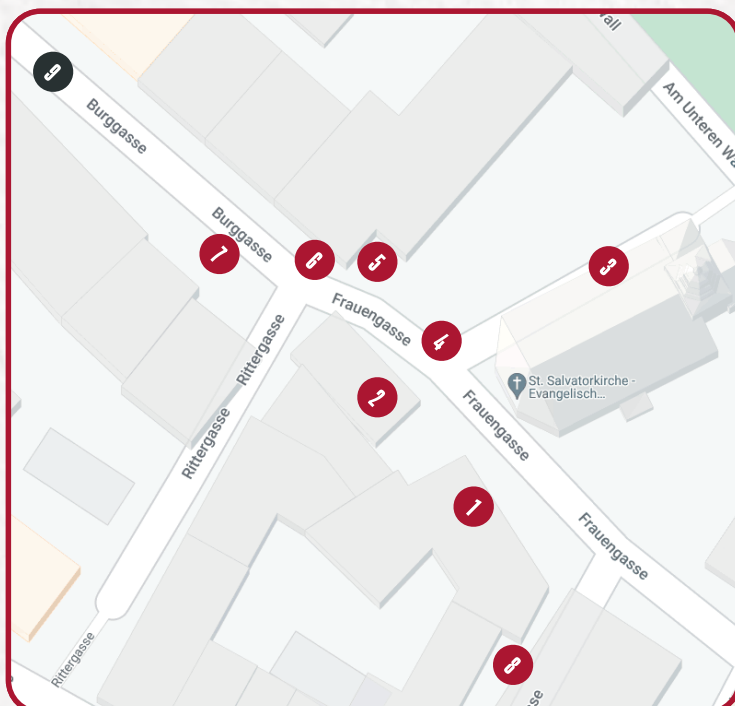 9
Burggasse
Am Unteren Wa
Burggasse
7
6
5
3
Frauengasse
4
Rittergasse
St. Salvatorkirche -
Evangelisch...
2
Frauengasse
Rittergasse
1
Frauengasse
8
Rittergasse